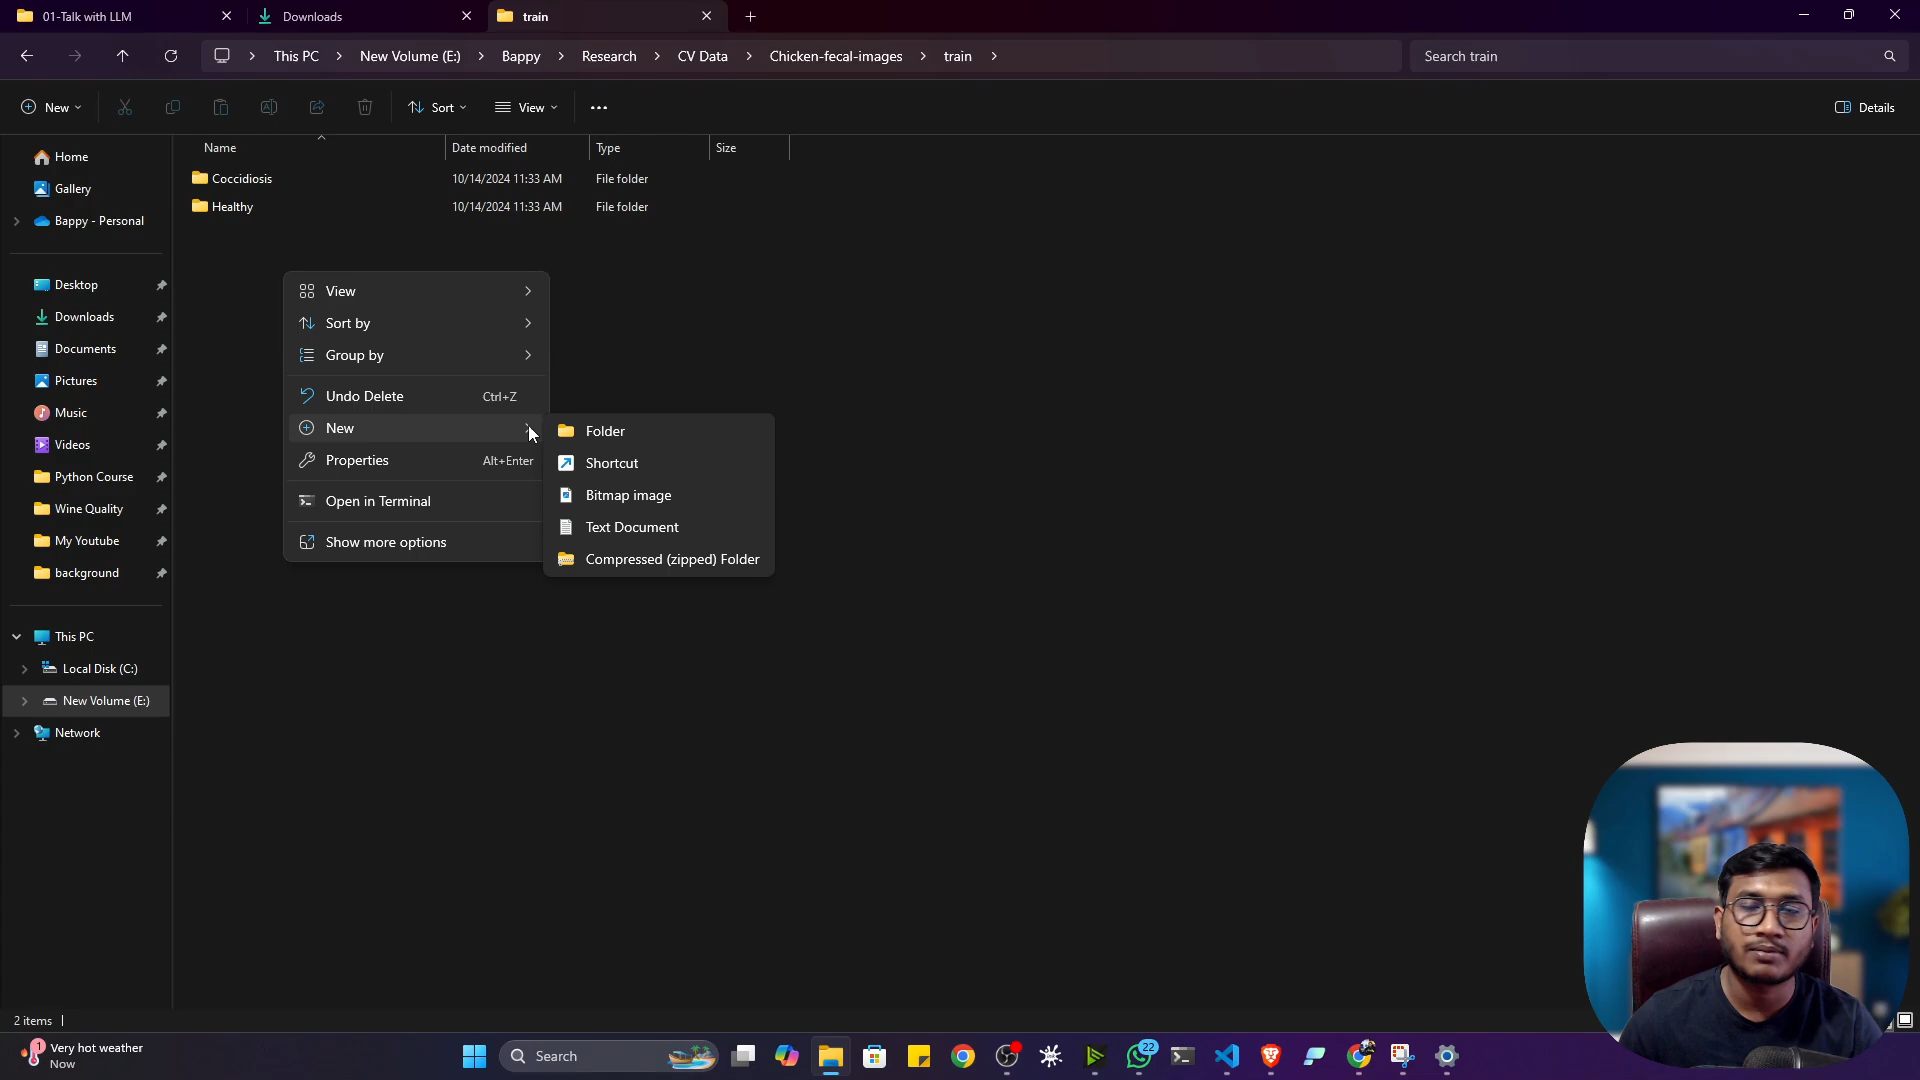 01-Talk with LLM
Downloads
train
This PC
New Volume (E:)
Bappy
Research
CV Data
Chicken-fecal-images
train
Search train
New
Sort
View
Details
Name
Date modified
Type
Size
Coccidiosis
10/14/2024 11:33 AM
File folder
Healthy
10/14/2024 11:33 AM
File folder
Home
Gallery
Bappy - Personal
Desktop
Downloads
Documents
Pictures
Music
Videos
Python Course
Wine Quality
My Youtube
background
This PC
Local Disk (C:)
New Volume (E:)
Network
View
Sort by
Group by
Undo Delete Ctrl+Z
New
Properties Alt+Enter
Open in Terminal
Show more options
Folder
Shortcut
Bitmap image
Text Document
Compressed (zipped) Folder
2 items
1
Very hot weather
Now
Search
22